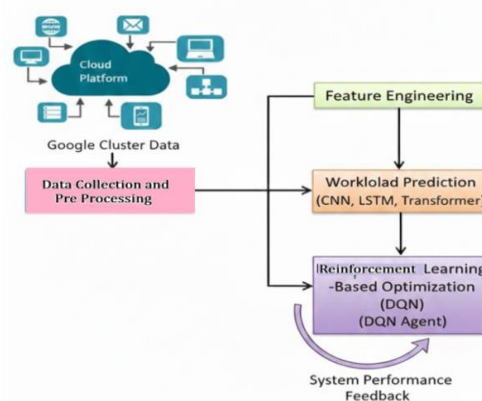 WWW
Cloud
Platform
Google Cluster Data
Data Collection and
Pre Processing
Feature Engineering
Worklolad Prediction
(CNN, LSTM, Transformer)
Reinforcement Learning
-Based Optimization
(DQN)
(DQN Agent)
System Performance
Feedback